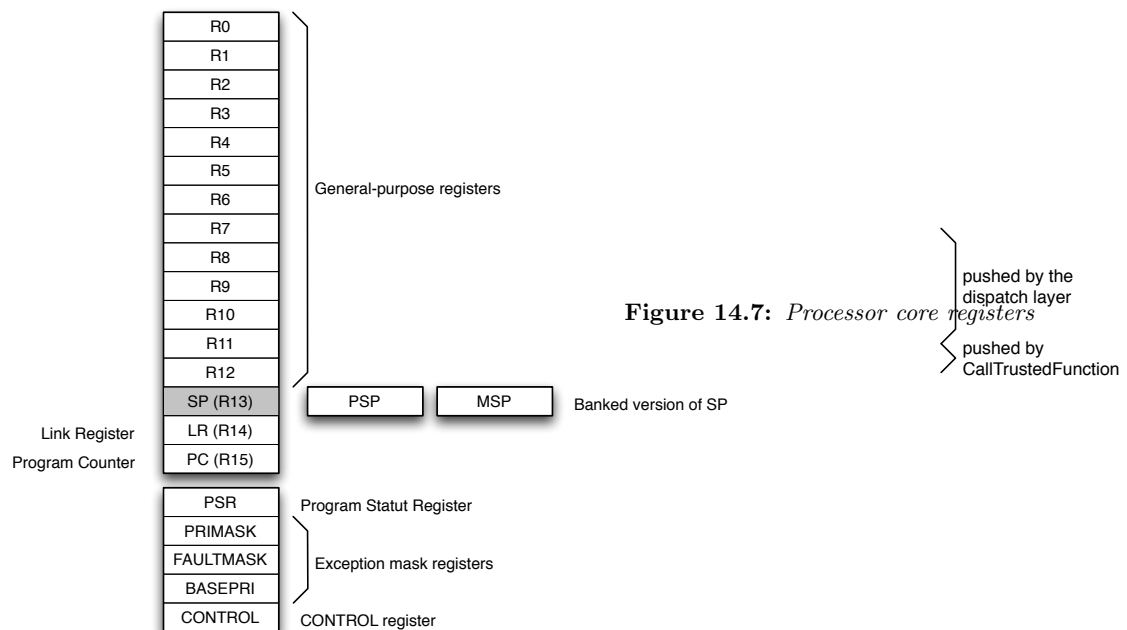 R0
R1
R2
R3
R4
R5
R6
R7
R8
R9
R10
R11
R12
General-purpose registers
SP (R13)
PSP
MSP
Banked version of SP
Link Register
LR (R14)
Program Counter
PC (R15)
PSR
Program Statut Register
PRIMASK
FAULTMASK
BASEPRI
Exception mask registers
CONTROL
CONTROL register
pushed by the
dispatch layer
Figure 14.7: Processor core registers
pushed by
CallTrustedFunction